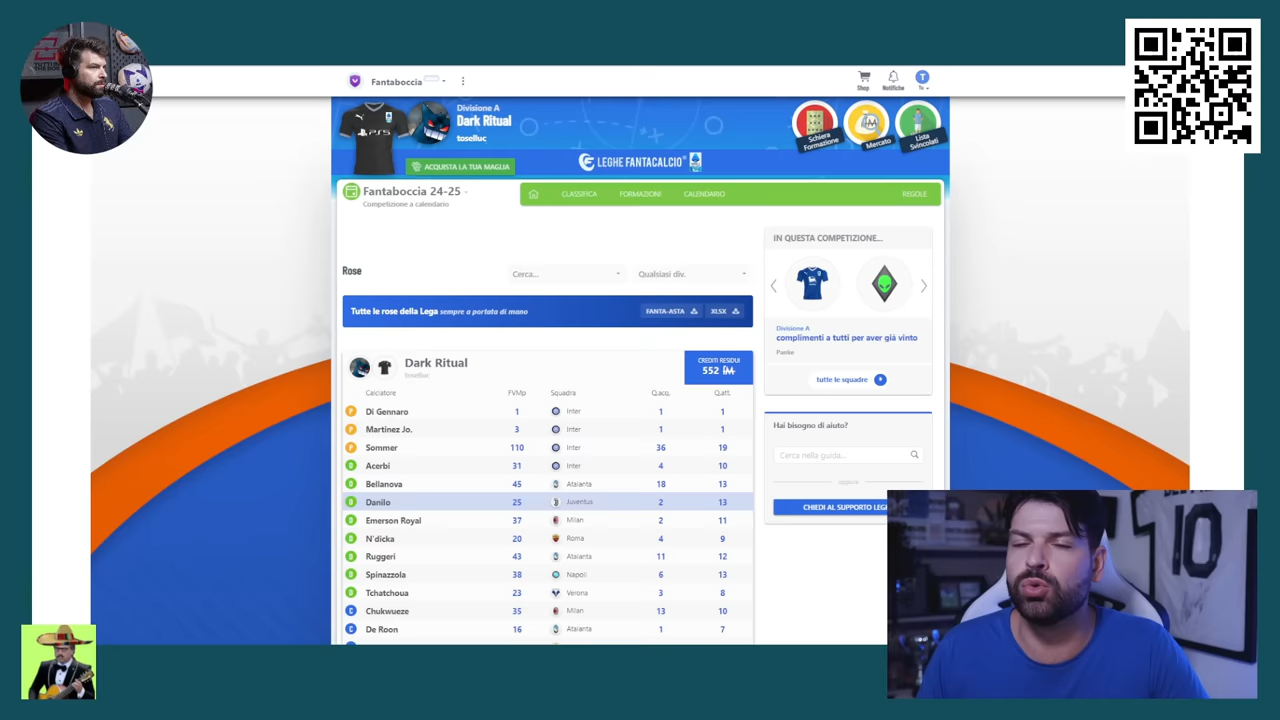 Fantaboccia
Shop
Notifiche
T
Tu
Divisione A
Dark Ritual
toselluc
PS5
ACQUISTA LA TUA MAGLIA
LEGHE FANTACALCIO®
Schiera Formazione
Mercato
Lista Svincolati
Fantaboccia 24-25
Competizione a calendario
CLASSIFICA FORMAZIONI CALENDARIO REGOLE
Rose
Cerca... Qualsiasi div.
Tutte le rose della Lega sempre a portata di mano
FANTA-ASTA XLSX
Dark Ritual
toselluc
CREDITI RESIDUI
552
Calciatore FVMp Squadra Q.acq. Q.att.
P Di Gennaro 1 Inter 1 1
P Martinez Jo. 3 Inter 1 1
P Sommer 110 Inter 36 19
D Acerbi 31 Inter 4 10
D Bellanova 45 Atalanta 18 13
D Danilo 25 Juventus 2 13
D Emerson Royal 37 Milan 2 11
D N'dicka 20 Roma 4 9
D Ruggeri 43 Atalanta 11 12
D Spinazzola 38 Napoli 6 13
D Tchatchoua 23 Verona 3 8
C Chukwueze 35 Milan 13 10
C De Roon 16 Atalanta 1 7
IN QUESTA COMPETIZIONE...
Divisione A
complimenti a tutti per aver già vinto
tutte le squadre
Hai bisogno di aiuto?
Cerca nella guida...
oppure
CHIEDI AL SUPPORTO LEG
10